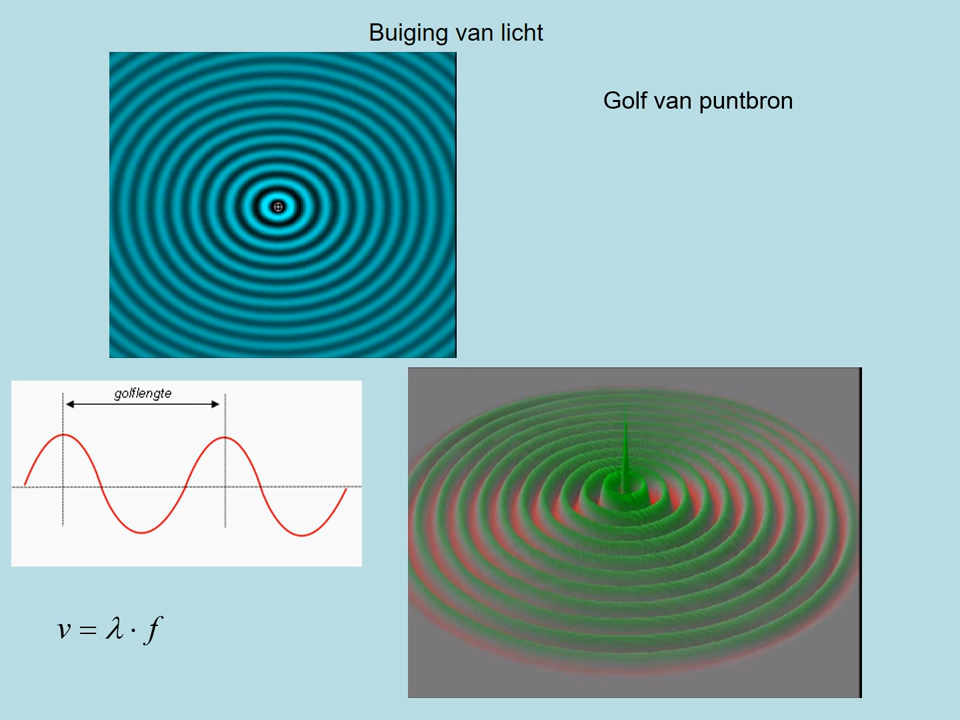 Buiging van licht
Golf van puntbron
golflengte
v = λ · f